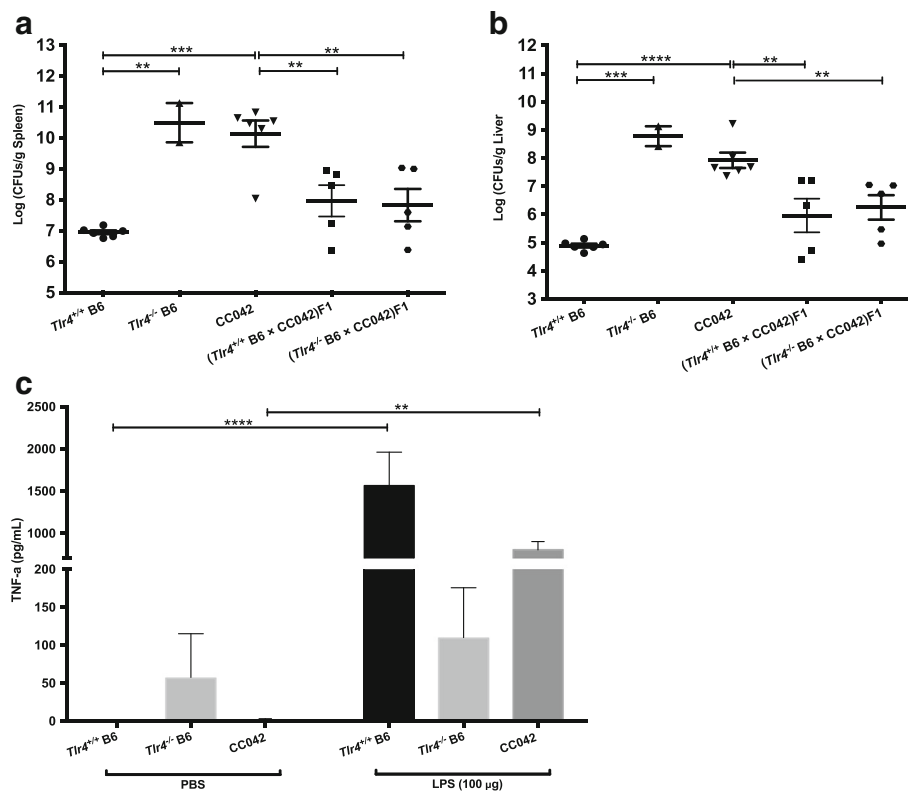 a
13
12
11
10
9
8
7
6
5
Log (CFUs/g Spleen)
***
**
**
**
Tlr4+/+ B6
Tlr4-/- B6
CC042
(Tlr4+/+ B6 × CC042)F1
(Tlr4-/- B6 × CC042)F1
b
12
11
10
9
8
7
6
5
4
3
Log (CFUs/g Liver)
****
**
***
**
Tlr4+/+ B6
Tlr4-/- B6
CC042
(Tlr4+/+ B6 × CC042)F1
(Tlr4-/- B6 × CC042)F1
c
2500
2000
1500
1000
200
150
100
50
0
TNF-a (pg/mL)
**
****
Tlr4+/+ B6
Tlr4-/- B6
CC042
Tlr4+/+ B6
Tlr4-/- B6
CC042
PBS
LPS (100 µg)